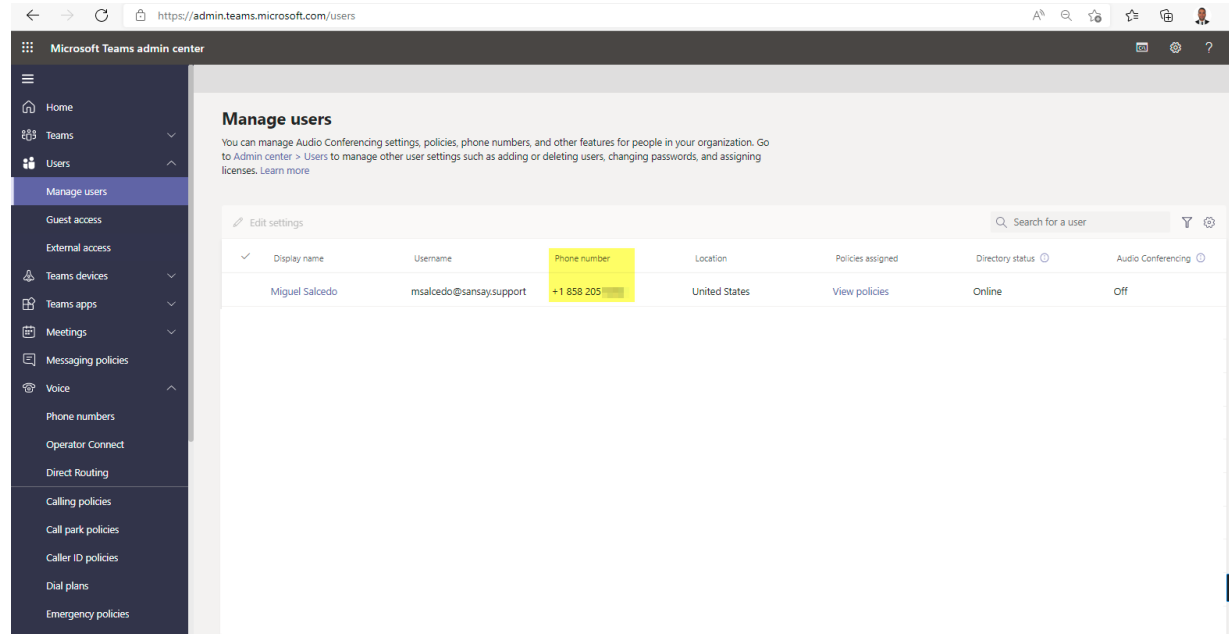 https://admin.teams.microsoft.com/users
Microsoft Teams admin center
?
Home
Teams
Users
Manage users
Guest access
External access
Teams devices
Teams apps
Meetings
Messaging policies
Voice
Phone numbers
Operator Connect
Direct Routing
Calling policies
Call park policies
Caller ID policies
Dial plans
Emergency policies
Manage users
You can manage Audio Conferencing settings, policies, phone numbers, and other features for people in your organization. Go
to Admin center > Users to manage other user settings such as adding or deleting users, changing passwords, and assigning
licenses. Learn more
Edit settings
Search for a user
Display name Username Phone number Location Policies assigned Directory status Audio Conferencing
Miguel Salcedo msalcedo@sansay.support +1 858 205 United States View policies Online Off